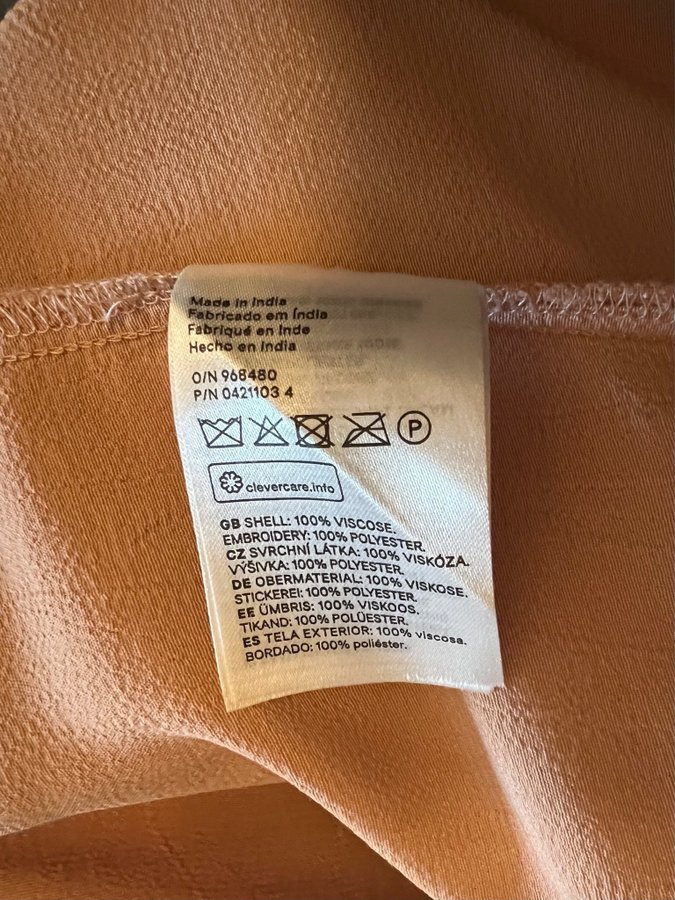 Made in India
Fabricado em Índia
Fabriqué en Inde
Hecho en India
O/N 968480
P/N 0421103 4
P
clevercare.info
GB SHELL: 100% VISCOSE.
EMBROIDERY: 100% POLYESTER.
CZ SVRCHNÍ LÁTKA: 100% VISKÓZA.
VÝŠIVKA: 100% POLYESTER.
DE OBERMATERIAL: 100% VISKOSE.
STICKEREI: 100% POLYESTER.
EE ÜMBRIS: 100% VISKOOS.
TIKAND: 100% POLÜESTER.
ES TELA EXTERIOR: 100% viscosa.
BORDADO: 100% poliéster.